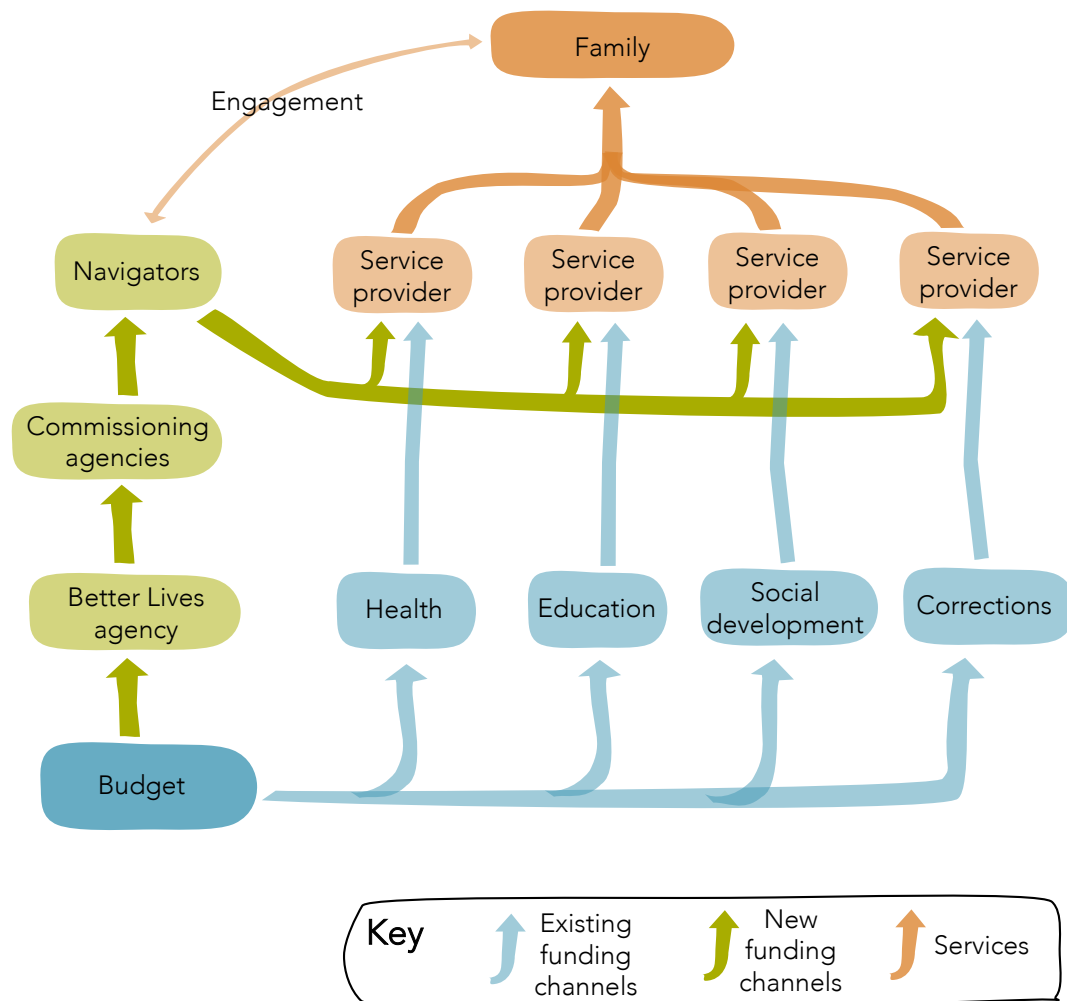 Family
Engagement
Navigators
Service
provider
Service
provider
Service
provider
Service
provider
Commissioning
agencies
Better Lives
agency
Health
Education
Social
development
Corrections
Budget
Key
Existing
funding
channels
New
funding
channels
Services